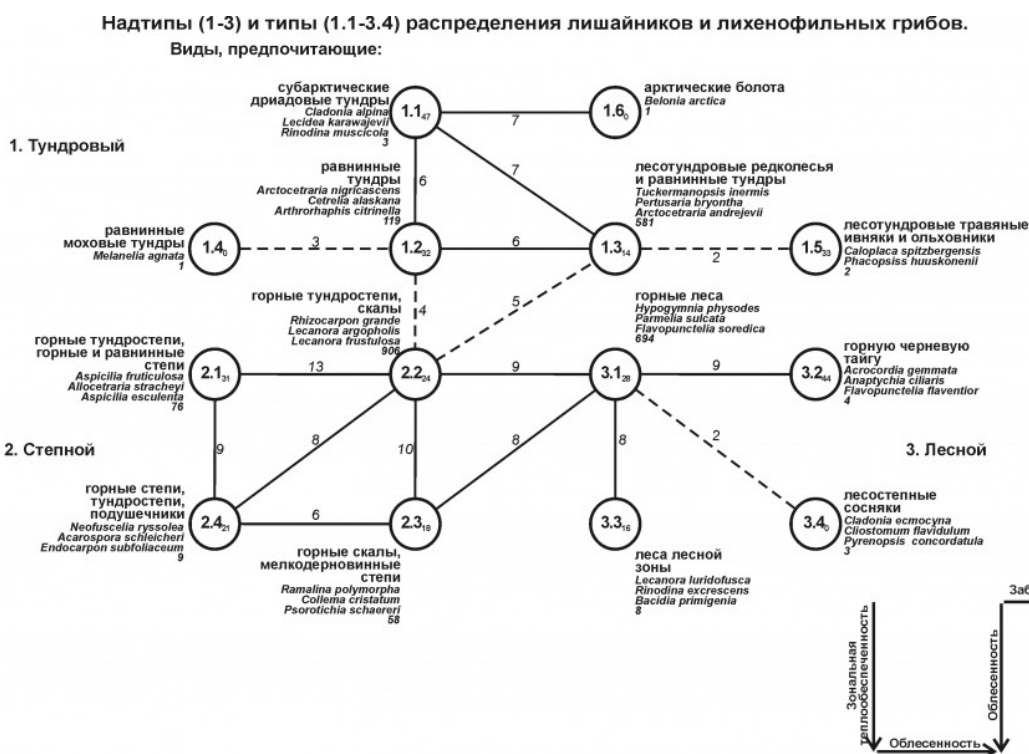 Надтипы (1-3) и типы (1.1-3.4) распределения лишайников и лихенофильных грибов.
Виды, предпочитающие:
субарктические
дриадовые тундры
Cladonia alpina
Lecidea karawajevii
Rinodina muscicola
3
1.1 47
7
арктические болота
Belonia arctica
1
1.6 0
1. Тундровый
6
7
равнинные
тундры
Arctocetraria nigricascens
Cetrelia alaskana
Arthrorhaphis citrinella
119
лесотундровые редколесья
и равнинные тундры
Tuckermanopsis inermis
Pertusaria bryontha
Arctocetraria andrejevii
581
равнинные
моховые тундры
Melanelia agnata
1
1.4 0
3
1.2 32
6
1.3 14
2
1.5 33
лесотундровые травяные
ивняки и ольховники
Caloplaca spitzbergensis
Phacopsiss huuskonenii
2
4
5
горные тундростепи,
скалы
Rhizocarpon grande
Lecanora argopholis
Lecanora frustulosa
906
горные леса
Hypogymnia physodes
Parmelia sulcata
Flavopunctelia soredica
694
горные тундростепи,
горные и равнинные
степи
Aspicilia fruticulosa
Allocetraria stracheyi
Aspicilia esculenta
76
2.1 31
13
2.2 24
9
3.1 28
9
3.2 44
горную черневую
тайгу
Acrocordia gemmata
Anaptychia ciliaris
Flavopunctelia flaventior
4
2. Степной
9
8
10
8
8
2
3. Лесной
горные степи,
тундростепи,
подушечники
Neofuscelia ryssolea
Acarospora schleicheri
Endocarpon subfoliaceum
9
2.4 21
6
2.3 18
3.3 16
3.4 0
лесостепные
сосняки
Cladonia ecmocyna
Cliostomum flavidulum
Pyrenopsis concordatula
3
горные скалы,
мелкодерновинные
степи
Ramalina polymorpha
Collema cristatum
Psorotichia schaereri
58
леса лесной
зоны
Lecanora luridofusca
Rinodina excrescens
Bacidia primigenia
8
Заб
Зональная
теплообеспеченность
Облесенность
Облесенность